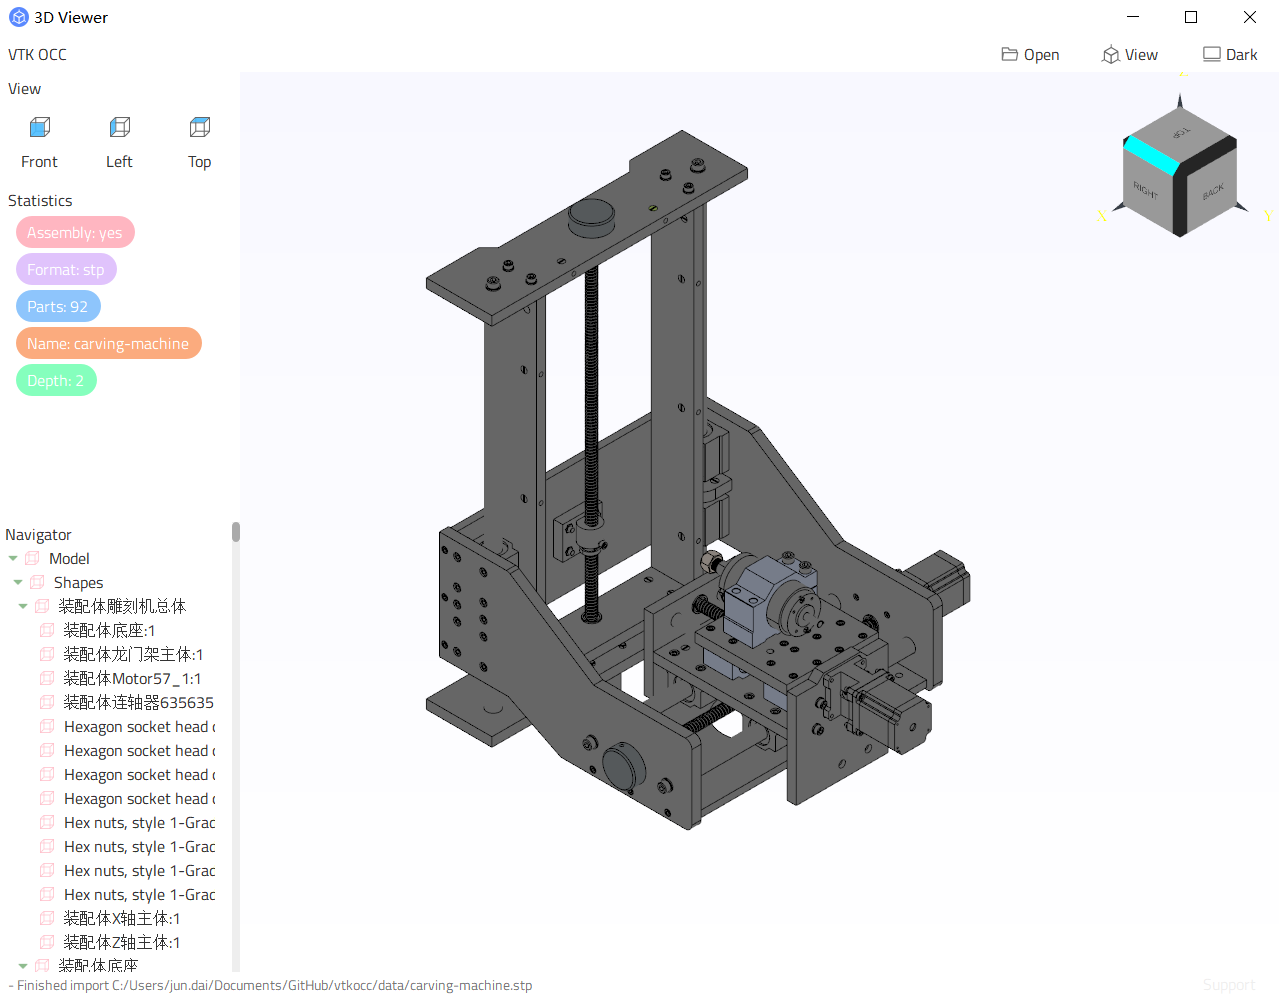 3D Viewer
VTK OCC
Open
View
Dark
View
Front
Left
Top
Statistics
Assembly: yes
Format: stp
Parts: 92
Name: carving-machine
Depth: 2
TOP
RIGHT
BACK
X
Y
Navigator
Model
Shapes
装配体雕刻机总体
装配体底座:1
装配体龙门架主体:1
装配体Motor57_1:1
装配体连轴器635635
Hexagon socket head
Hexagon socket head
Hexagon socket head
Hexagon socket head
Hex nuts, style 1-Grad
Hex nuts, style 1-Grad
Hex nuts, style 1-Grad
Hex nuts, style 1-Grad
装配体X轴主体:1
装配体Z轴主体:1
装配体底座
- Finished import C:/Users/jun.dai/Documents/GitHub/vtkocc/data/carving-machine.stp
Support